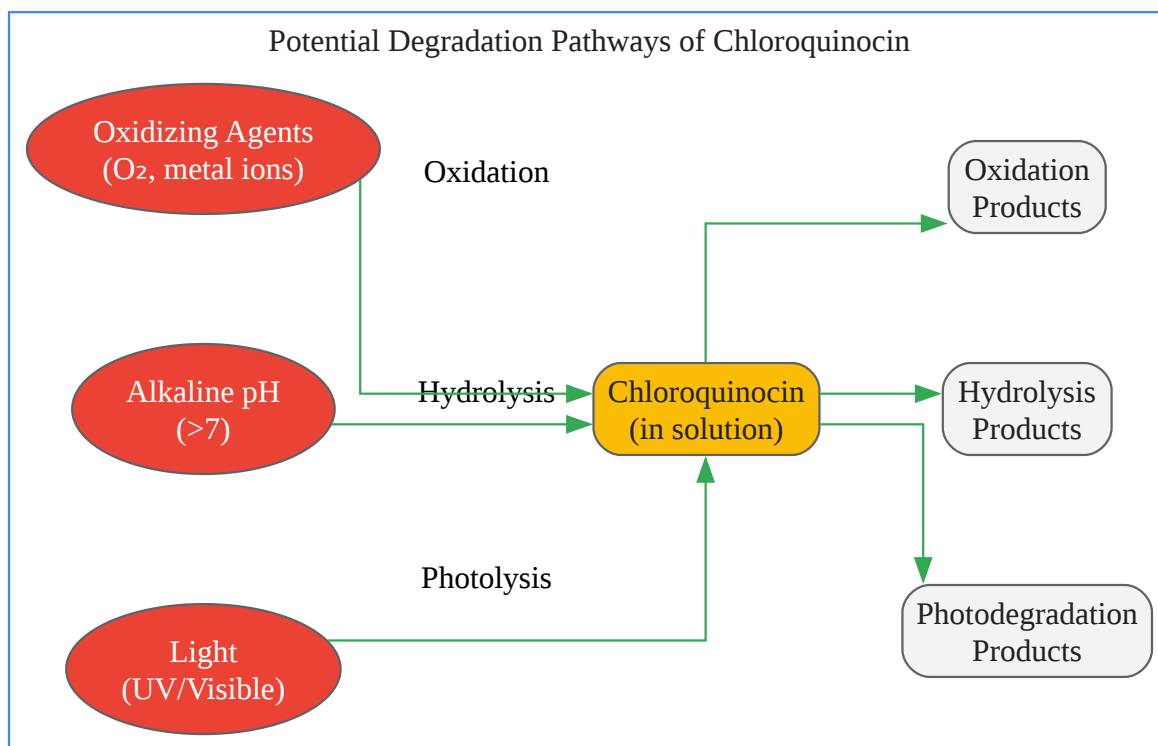 Potential Degradation Pathways of Chloroquinocin
Oxidizing Agents
(O₂, metal ions)
Oxidation
Oxidation
Products
Alkaline pH
(>7)
Hydrolysis
Chloroquinocin
(in solution)
Hydrolysis
Products
Photolysis
Light
(UV/Visible)
Photodegradation
Products